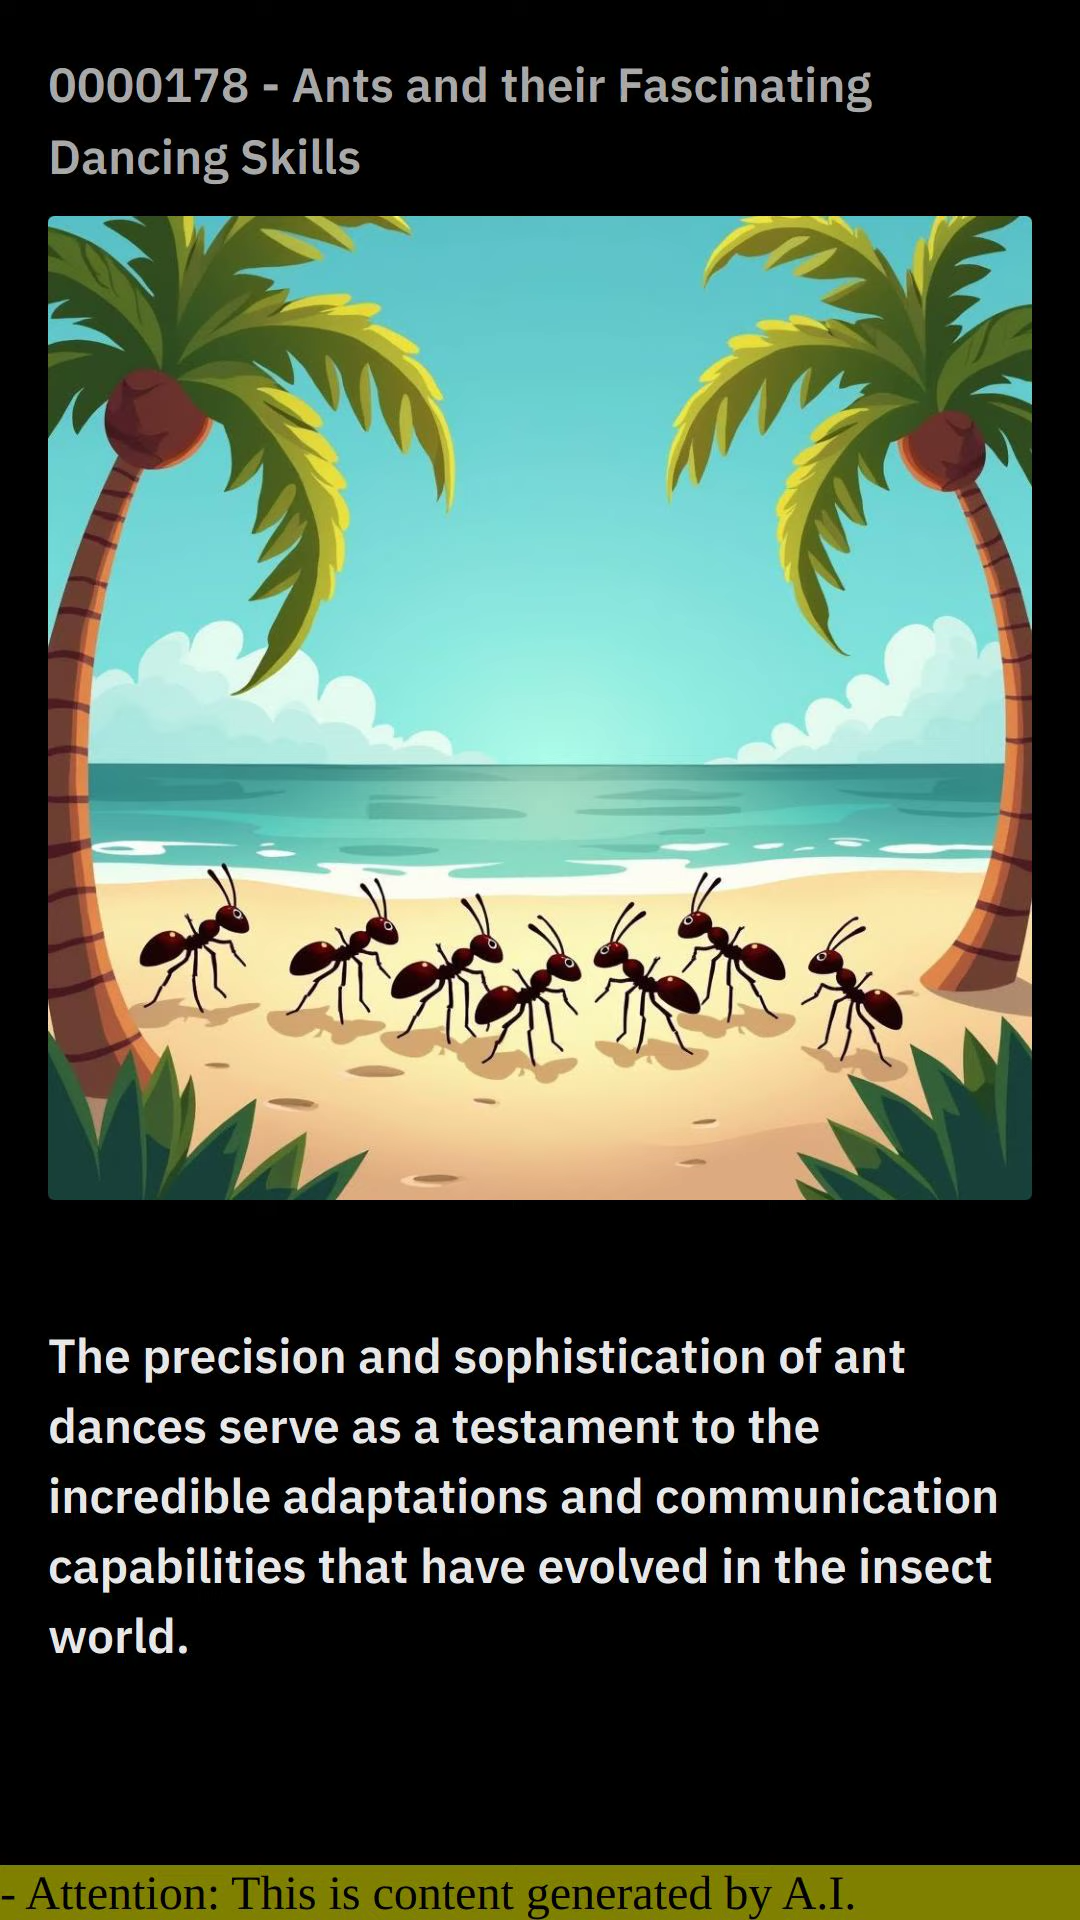 0000178 - Ants and their Fascinating
Dancing Skills
The precision and sophistication of ant
dances serve as a testament to the
incredible adaptations and communication
capabilities that have evolved in the insect
world.
- Attention: This is content generated by A.I.